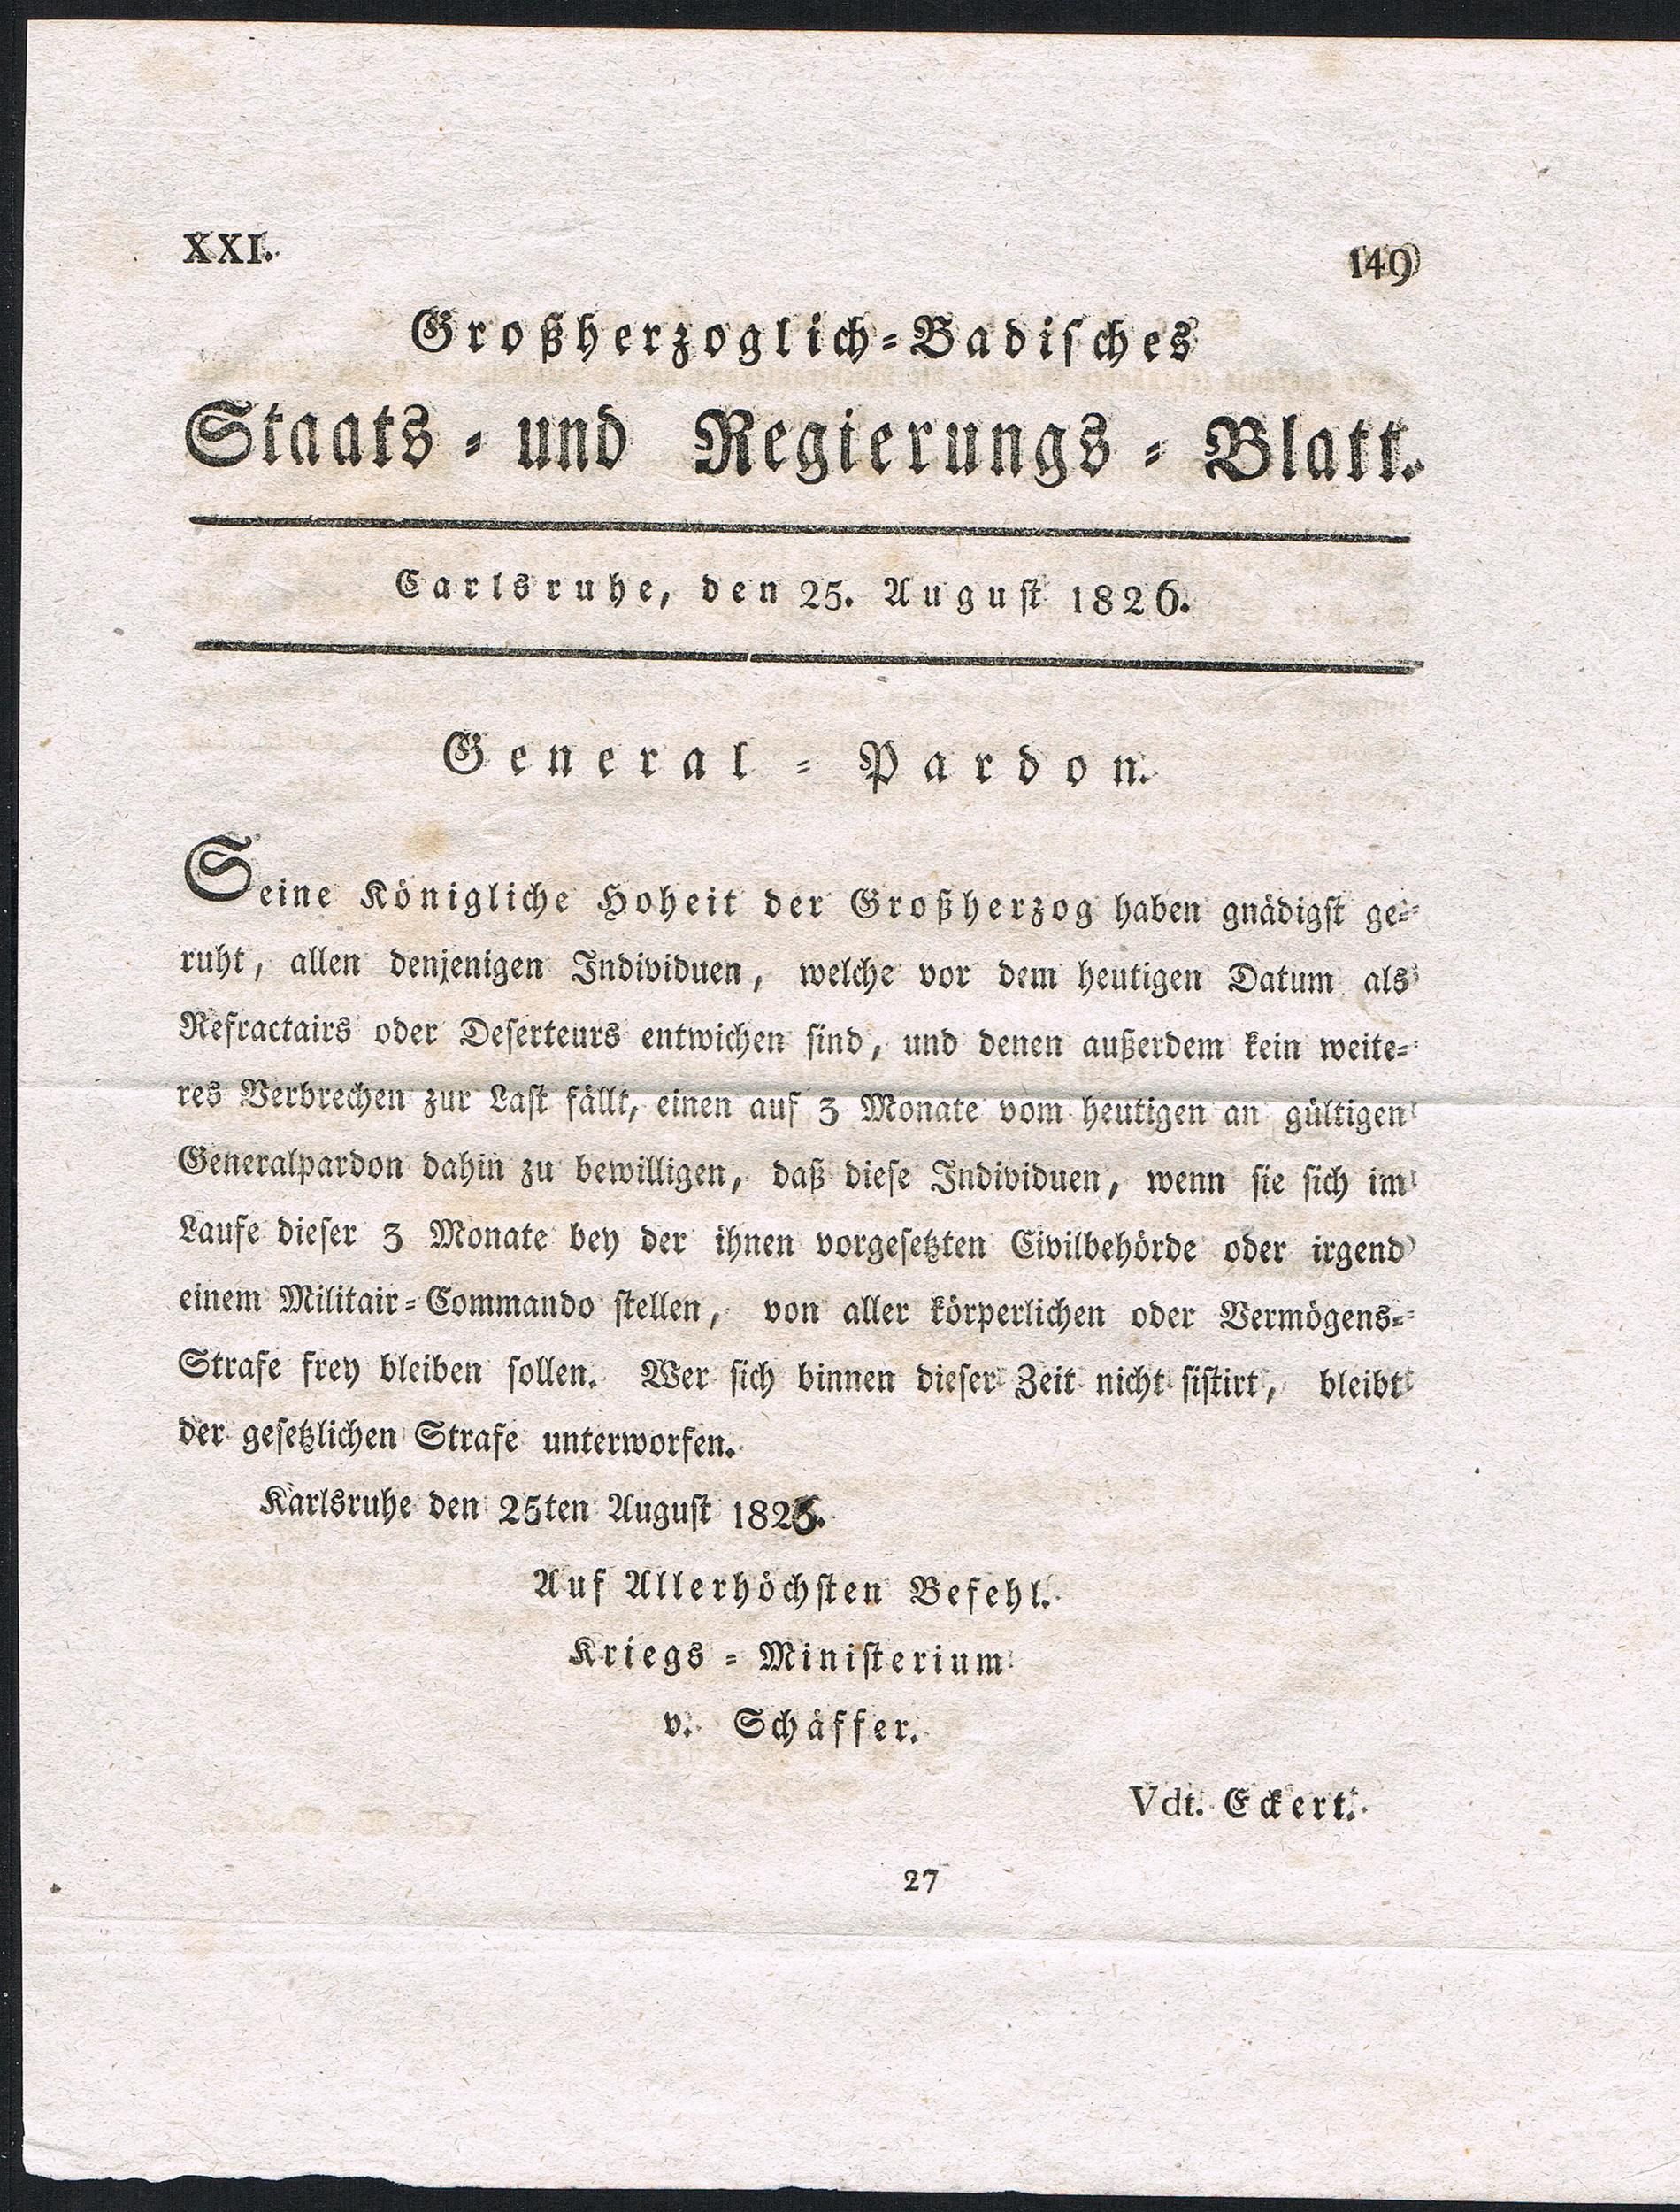 XXI.
149
Großherzoglich-Badisches
Staats- und Regierungs-Blatt.
Carlsruhe, den 25. August 1826.
General-Pardon.
Seine Königliche Hoheit der Großherzog haben gnädigst ge-
ruht, allen denjenigen Individuen, welche vor dem heutigen Datum als
Refractairs oder Deserteurs entwichen sind, und denen außerdem kein weite-
res Verbrechen zur Last fällt, einen auf 3 Monate vom heutigen an gültigen
Generalpardon dahin zu bewilligen, daß diese Individuen, wenn sie sich im
Laufe dieser 3 Monate bey der ihnen vorgesetzten Civilbehörde oder irgend
einem Militair-Commando stellen, von aller körperlichen oder Vermögens-
Strafe frey bleiben sollen. Wer sich binnen dieser Zeit nicht sistirt, bleibt
der gesetzlichen Strafe unterworfen.
Karlsruhe den 25ten August 1826.
Auf Allerhöchsten Befehl.
Kriegs-Ministerium
v. Schäffer.
Vdt. Eckert.
27